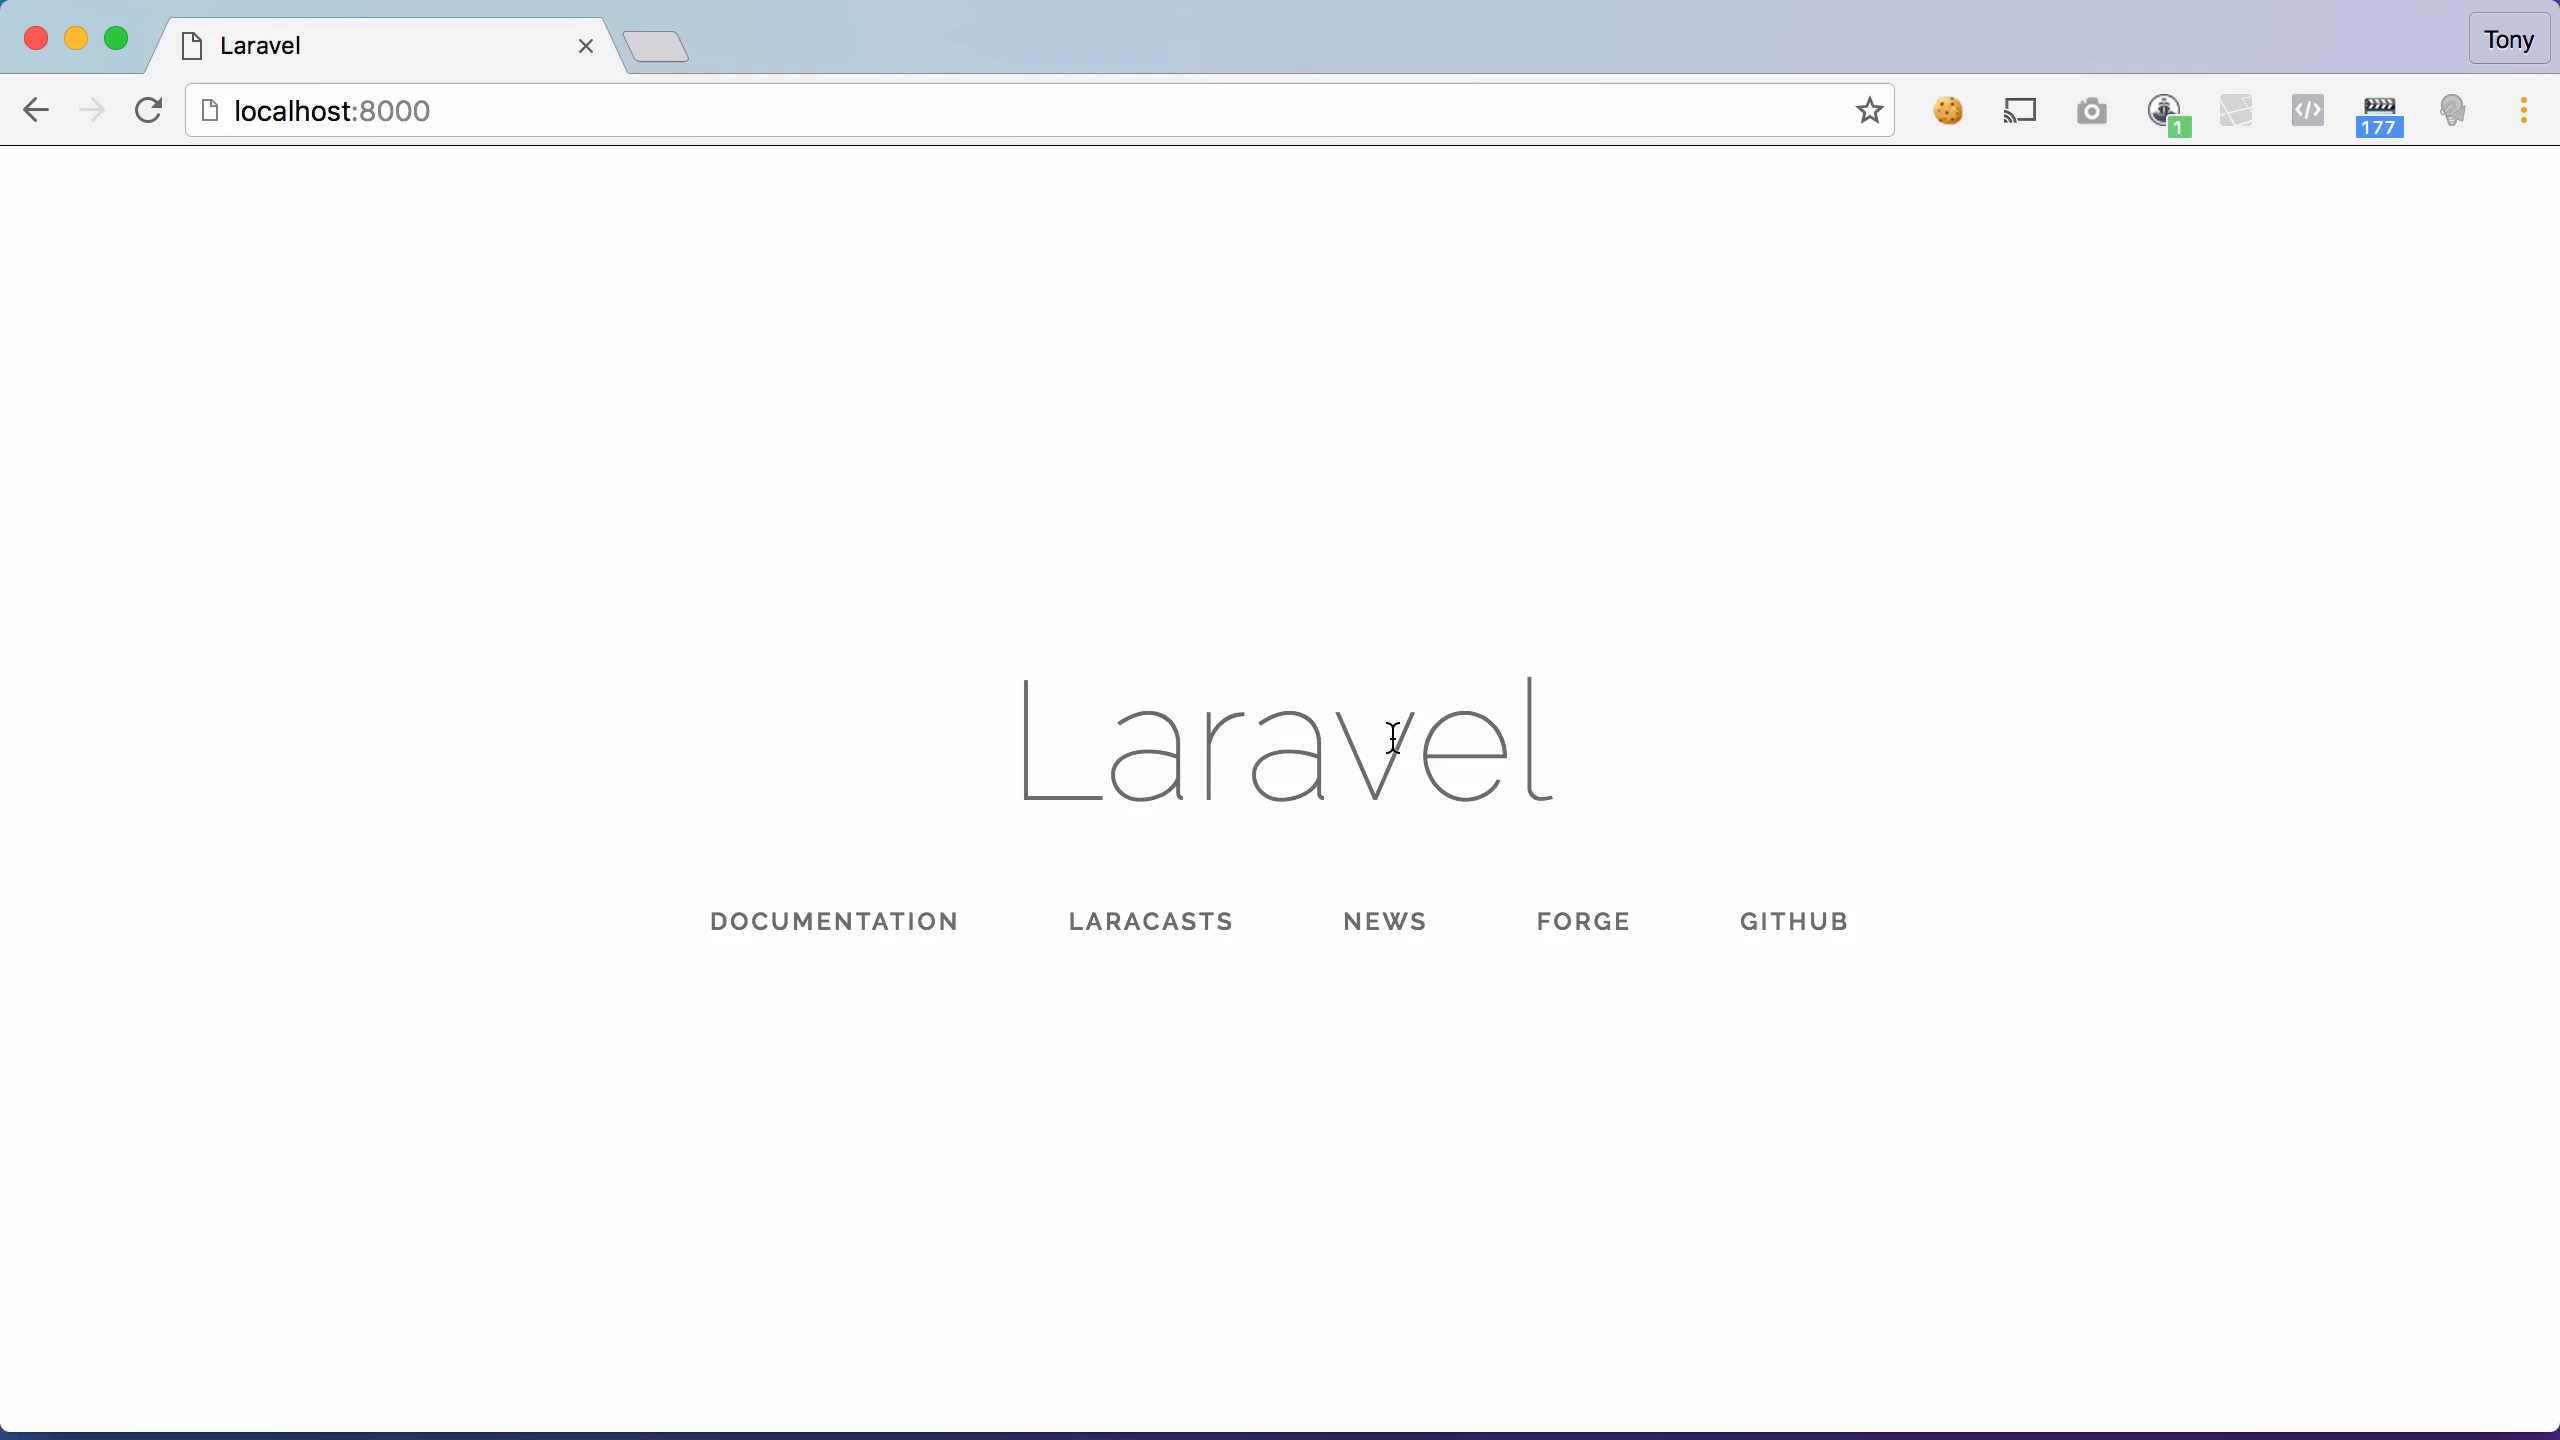 Laravel
Tony
localhost:8000
1
177
Laravel
DOCUMENTATION LARACASTS NEWS FORGE GITHUB